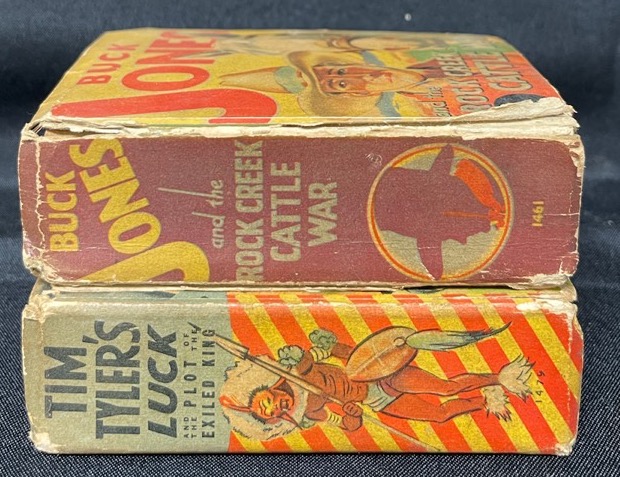 BUCK
JONES
and the
ROCK CREEK
CATTLE
BUCK
JONES
and the
ROCK CREEK
CATTLE
WAR
1461
TIM
TYLER'S
LUCK
AND THE PLOT OF THE
EXILED KING
1479